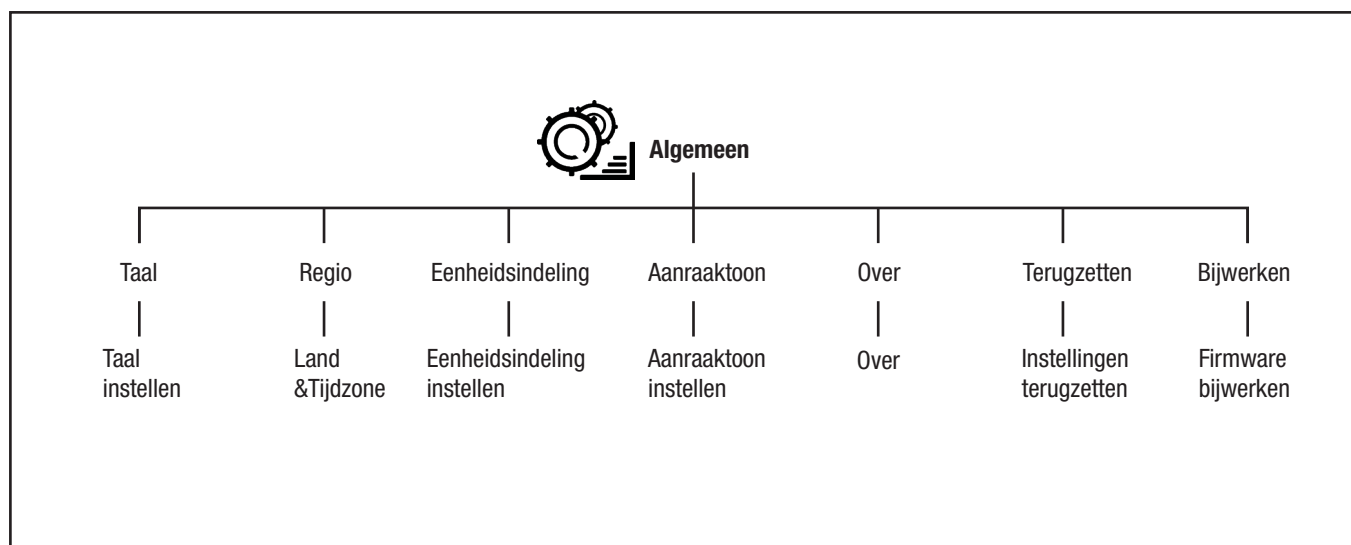 Algemeen
Taal
Regio
Eenheidsindeling
Aanraaktoon
Over
Terugzetten
Bijwerken
Taal
instellen
Land
&Tijdzone
Eenheidsindeling
instellen
Aanraaktoon
instellen
Over
Instellingen
terugzetten
Firmware
bijwerken